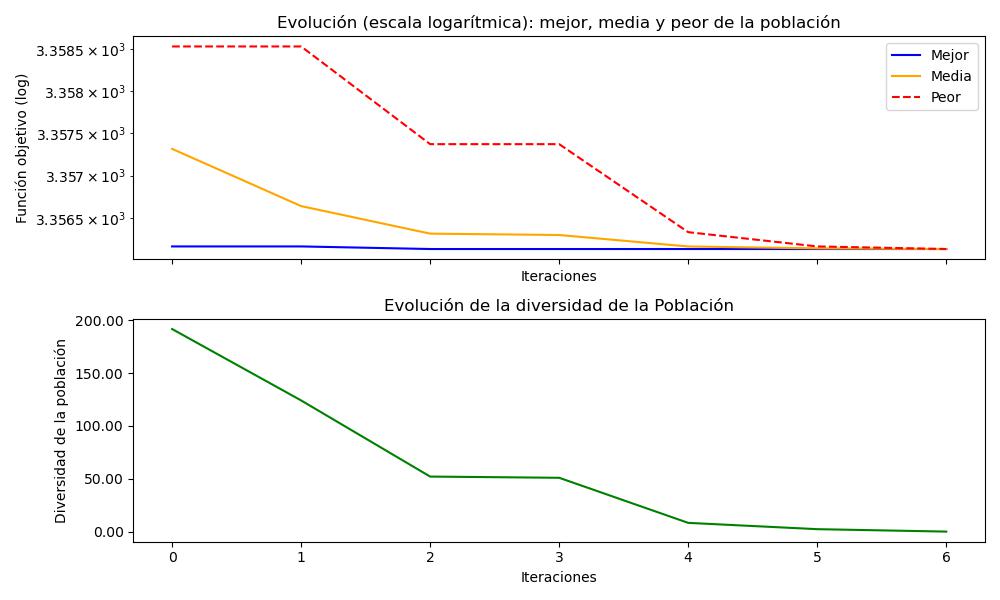 Evolución (escala logarítmica): mejor, media y peor de la población
Función objetivo (log)
3.3585 × 10³
3.358 × 10³
3.3575 × 10³
3.357 × 10³
3.3565 × 10³
Mejor
Media
Peor
Iteraciones
Evolución de la diversidad de la Población
Diversidad de la población
200.00
150.00
100.00
50.00
0.00
0 1 2 3 4 5 6
Iteraciones